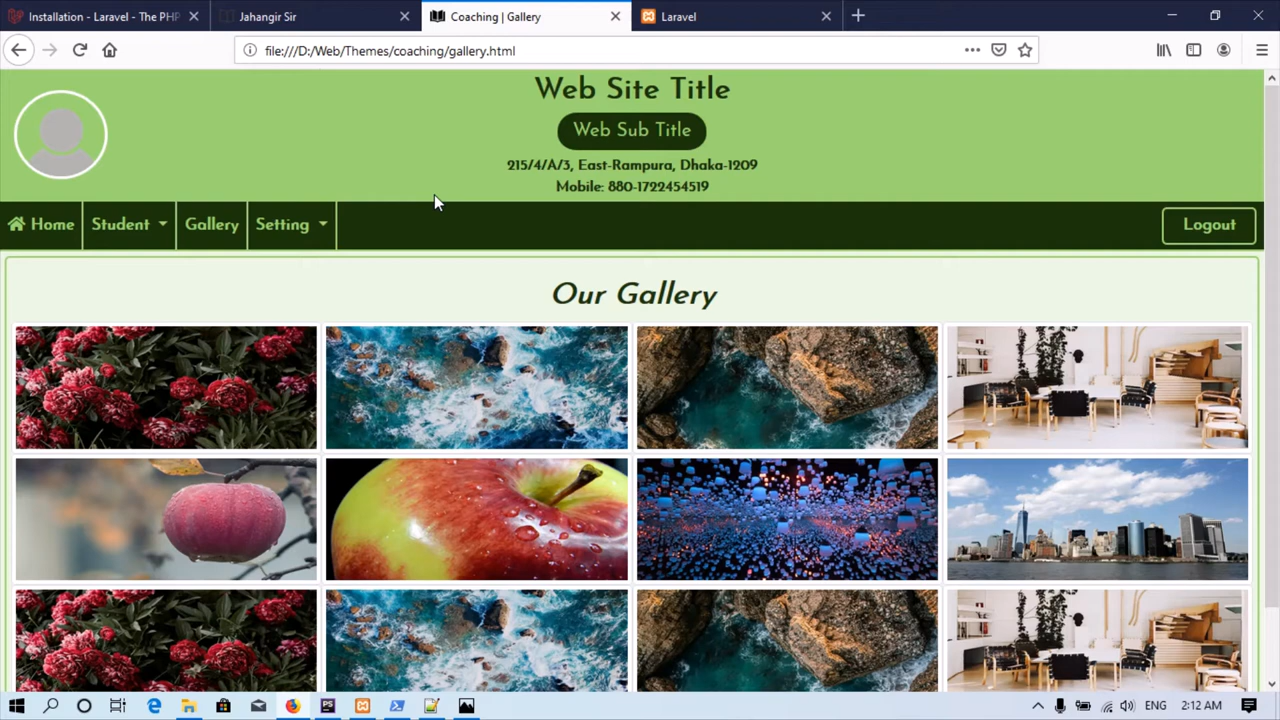 Installation - Laravel - The PHP
Jahangir Sir
Coaching | Gallery
Laravel
file:///D:/Web/Themes/coaching/gallery.html
Web Site Title
Web Sub Title
215/4/A/3, East-Rampura, Dhaka-1209
Mobile: 880-1722454519
Home
Student
Gallery
Setting
Logout
Our Gallery
PS
ENG
2:12 AM